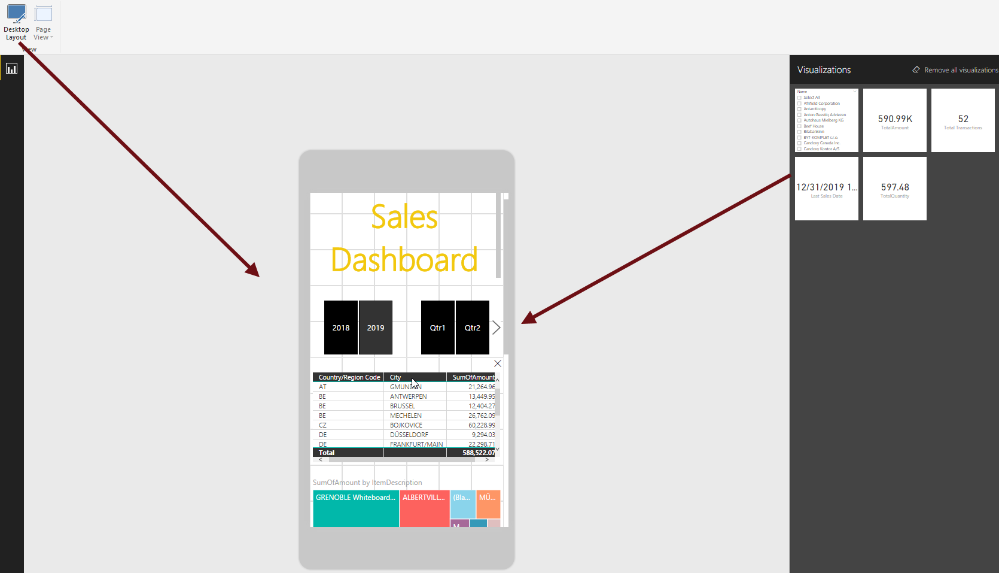 Desktop Layout
Page View
View
Visualizations
Remove all visualizations
Name
Select All
Afrifield Corporation
Antarcticopy
Anton Geestig Adviezen
Autohaus Mielberg KG
Beef House
Bilabankinn
BYT-KOMPLET s.r.o.
Candoxy Canada Inc.
Candoxy Kontor A/S
590.99K
TotalAmount
52
Total Transactions
12/31/2019 1...
Last Sales Date
597.48
TotalQuantity
Sales
Dashboard
2018 2019 Qtr1 Qtr2
Country/Region Code City SumOfAmount
AT GMUNDEN 21,264.96
BE ANTWERPEN 13,449.95
BE BRUSSEL 12,404.27
BE MECHELEN 26,762.09
CZ BOJKOVICE 60,228.99
DE DÜSSELDORF 9,294.03
DE FRANKFURT/MAIN 22,298.71
Total 588,522.07
SumOfAmount by ItemDescription
GRENOBLE Whiteboard... ALBERTVILL... (Bla... MÜ...
M